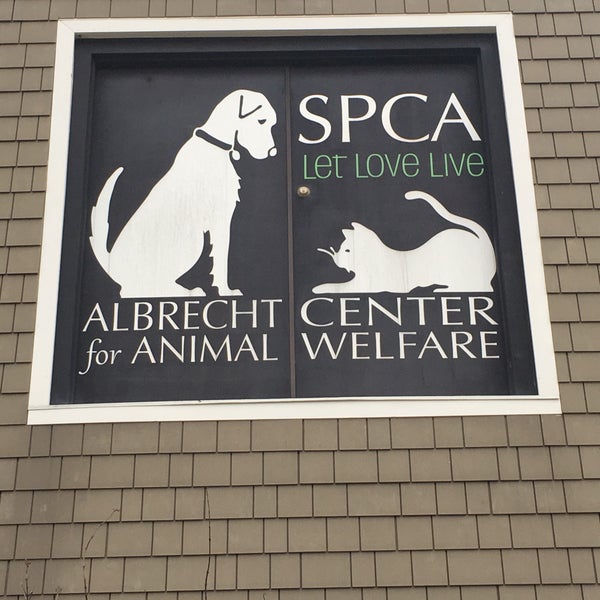 SPCA
Let Love Live
ALBRECHT CENTER
for ANIMAL WELFARE